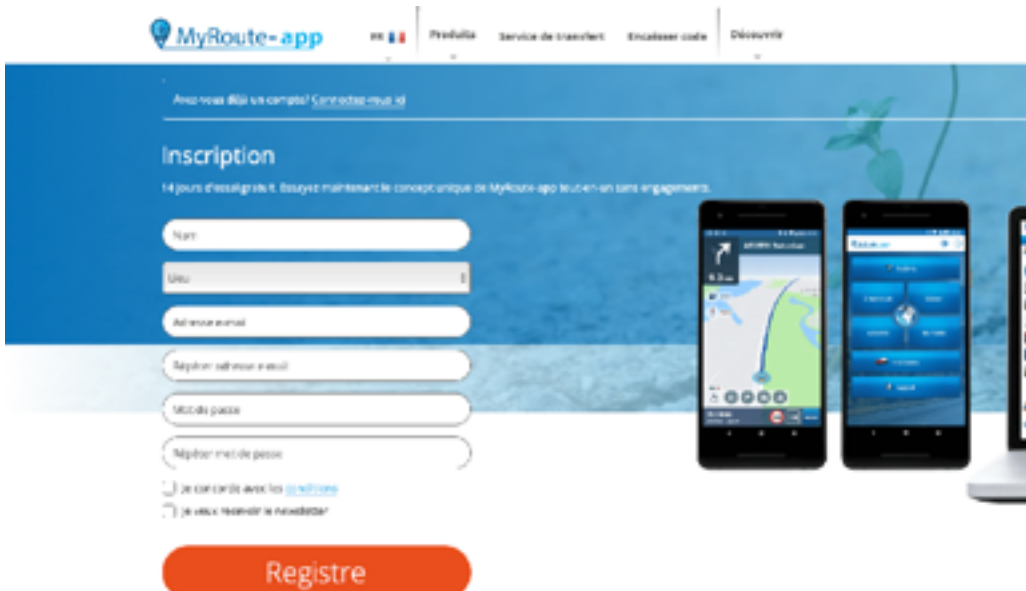 MyRoute-app
FR
Produits
Service de transfert
Encaisser code
Découvrir
Avez-vous déjà un compte? Connectez-vous ici
Inscription
14 jours d'essai gratuit. Essayez maintenant le concept unique de MyRoute-app tout-en-un sans engagements.
Nom
Lieu
Adresse e-mail
Répéter adresse e-mail
Mot de passe
Répéter mot de passe
Je concorde avec les conditions
Je veux recevoir le newsletter
Registre